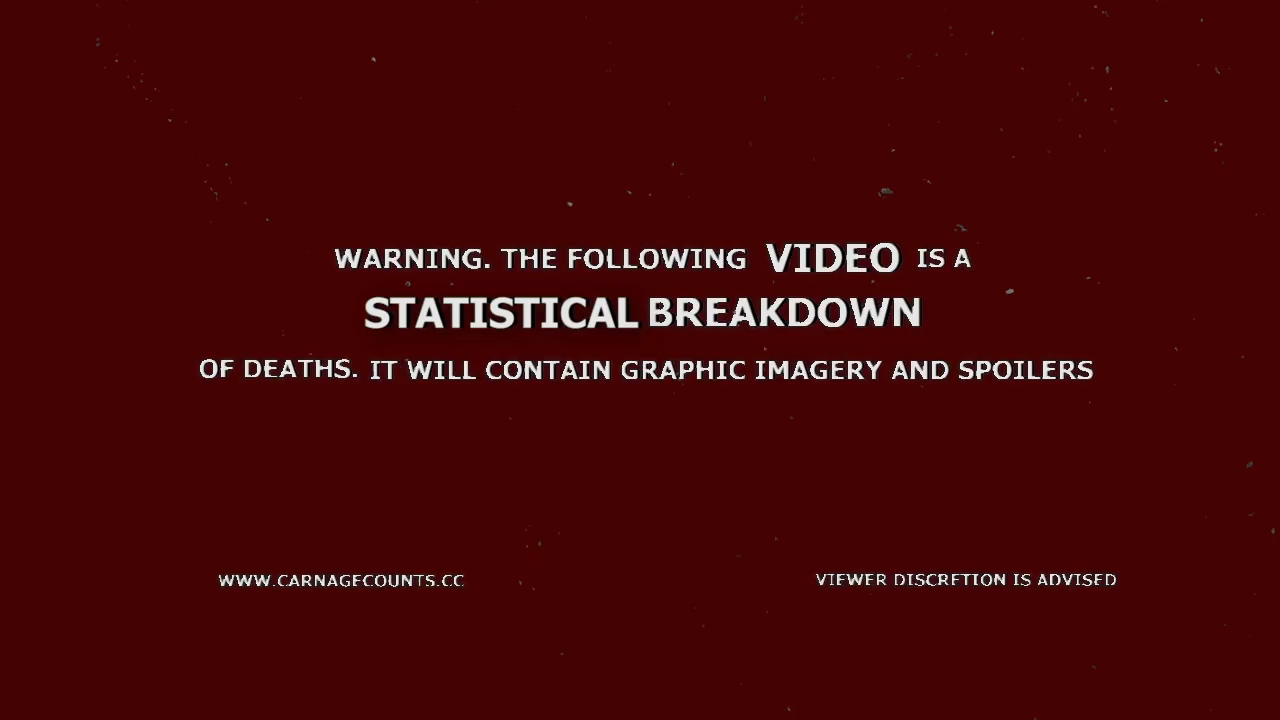 WARNING. THE FOLLOWING VIDEO IS A
STATISTICAL BREAKDOWN
OF DEATHS. IT WILL CONTAIN GRAPHIC IMAGERY AND SPOILERS
WWW.CARNAGECOUNTS.CC
VIEWER DISCRETION IS ADVISED